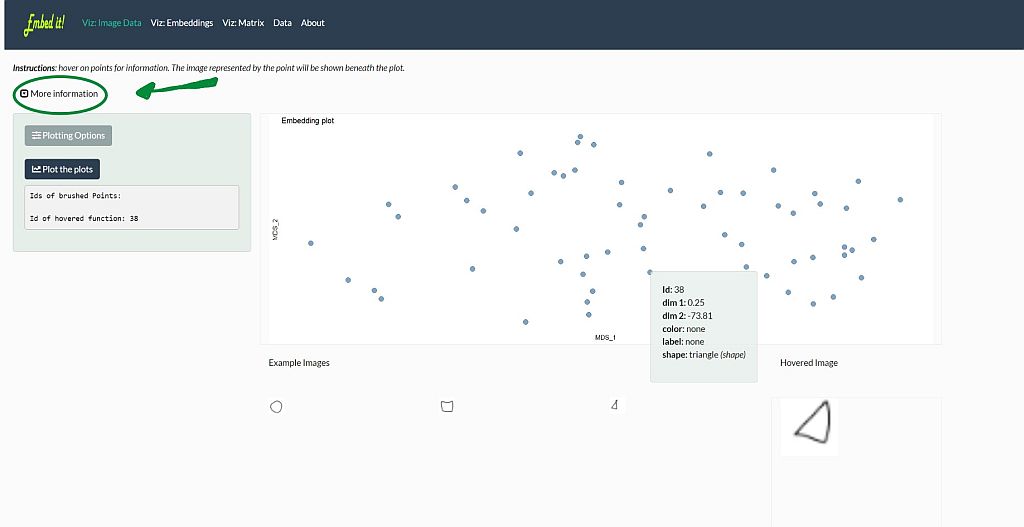 Embed it! Viz: Image Data Viz: Embeddings Viz: Matrix Data About
Instructions: hover on points for information. The image represented by the point will be shown beneath the plot.
More information
Plotting Options
Plot the plots
Ids of brushed Points:
Id of hovered function: 38
Embedding plot
MDS_2
MDS_1
Id: 38
dim 1: 0.25
dim 2: -73.81
color: none
label: none
shape: triangle (shape)
Example Images
Hovered Image